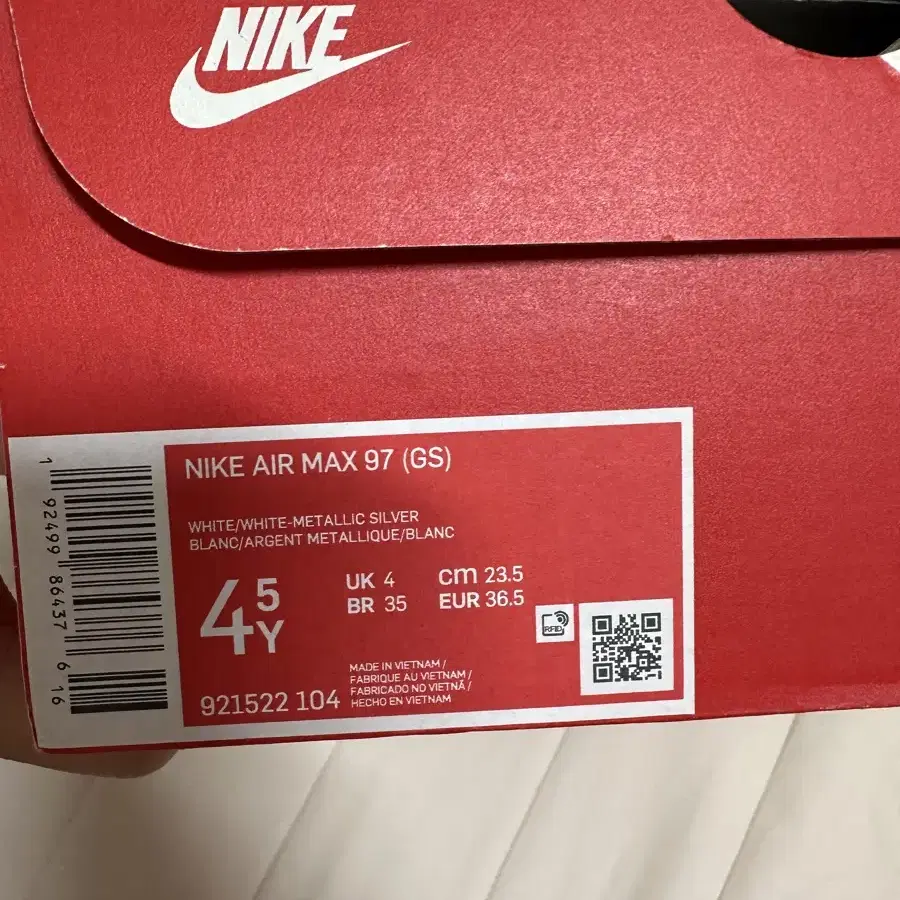 NIKE
NIKE AIR MAX 97 (GS)
WHITE/WHITE-METALLIC SILVER
BLANC/ARGENT METALLIQUE/BLANC
4 5 Y
UK 4 cm 23.5
BR 35 EUR 36.5
RFID
921522 104
MADE IN VIETNAM /
FABRIQUE AU VIETNAM /
FABRICADO NO VIETNÃ /
HECHO EN VIETNAM
1 92499 86437 6 16